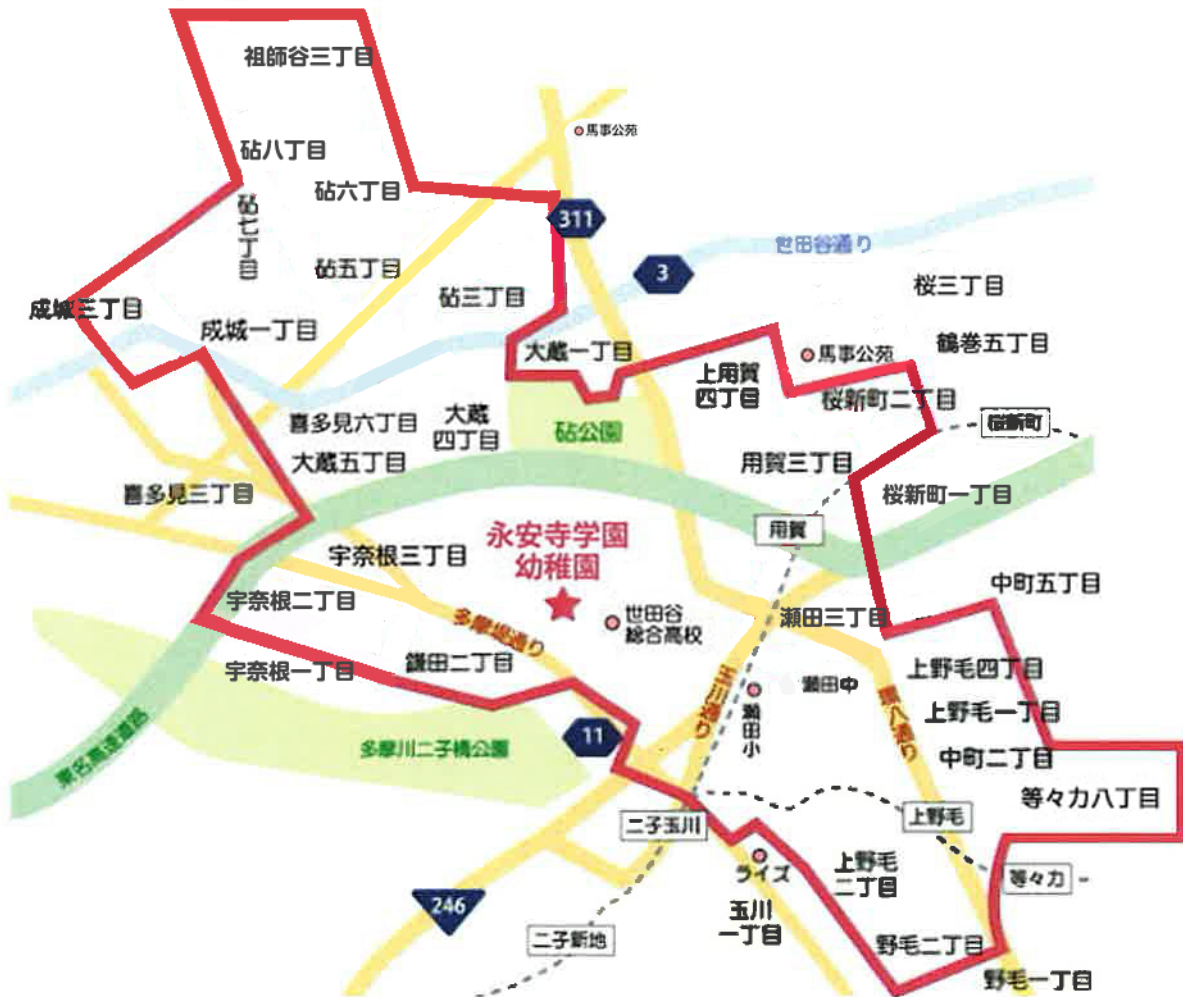 祖師谷三丁目
馬事公苑
砧八丁目
砧六丁目
砧七丁目
311
世田谷通り
3
砧五丁目
桜三丁目
砧三丁目
成城三丁目
成城一丁目
大蔵一丁目
馬事公苑
鶴巻五丁目
上用賀
四丁目
桜新町二丁目
喜多見六丁目
大蔵
四丁目
砧公園
桜新町
大蔵五丁目
用賀三丁目
喜多見三丁目
桜新町一丁目
永安寺学園
幼稚園
用賀
宇奈根三丁目
中町五丁目
宇奈根二丁目
多摩堤通り
世田谷
総合高校
瀬田三丁目
宇奈根一丁目
鎌田二丁目
上野毛四丁目
瀬田中
玉川通り
瀬田小
環八通り
上野毛一丁目
東名高速道路
多摩川二子橋公園
11
中町二丁目
等々力八丁目
二子玉川
上野毛
ライズ
上野毛
二丁目
等々力
246
玉川
一丁目
二子新地
野毛二丁目
野毛一丁目